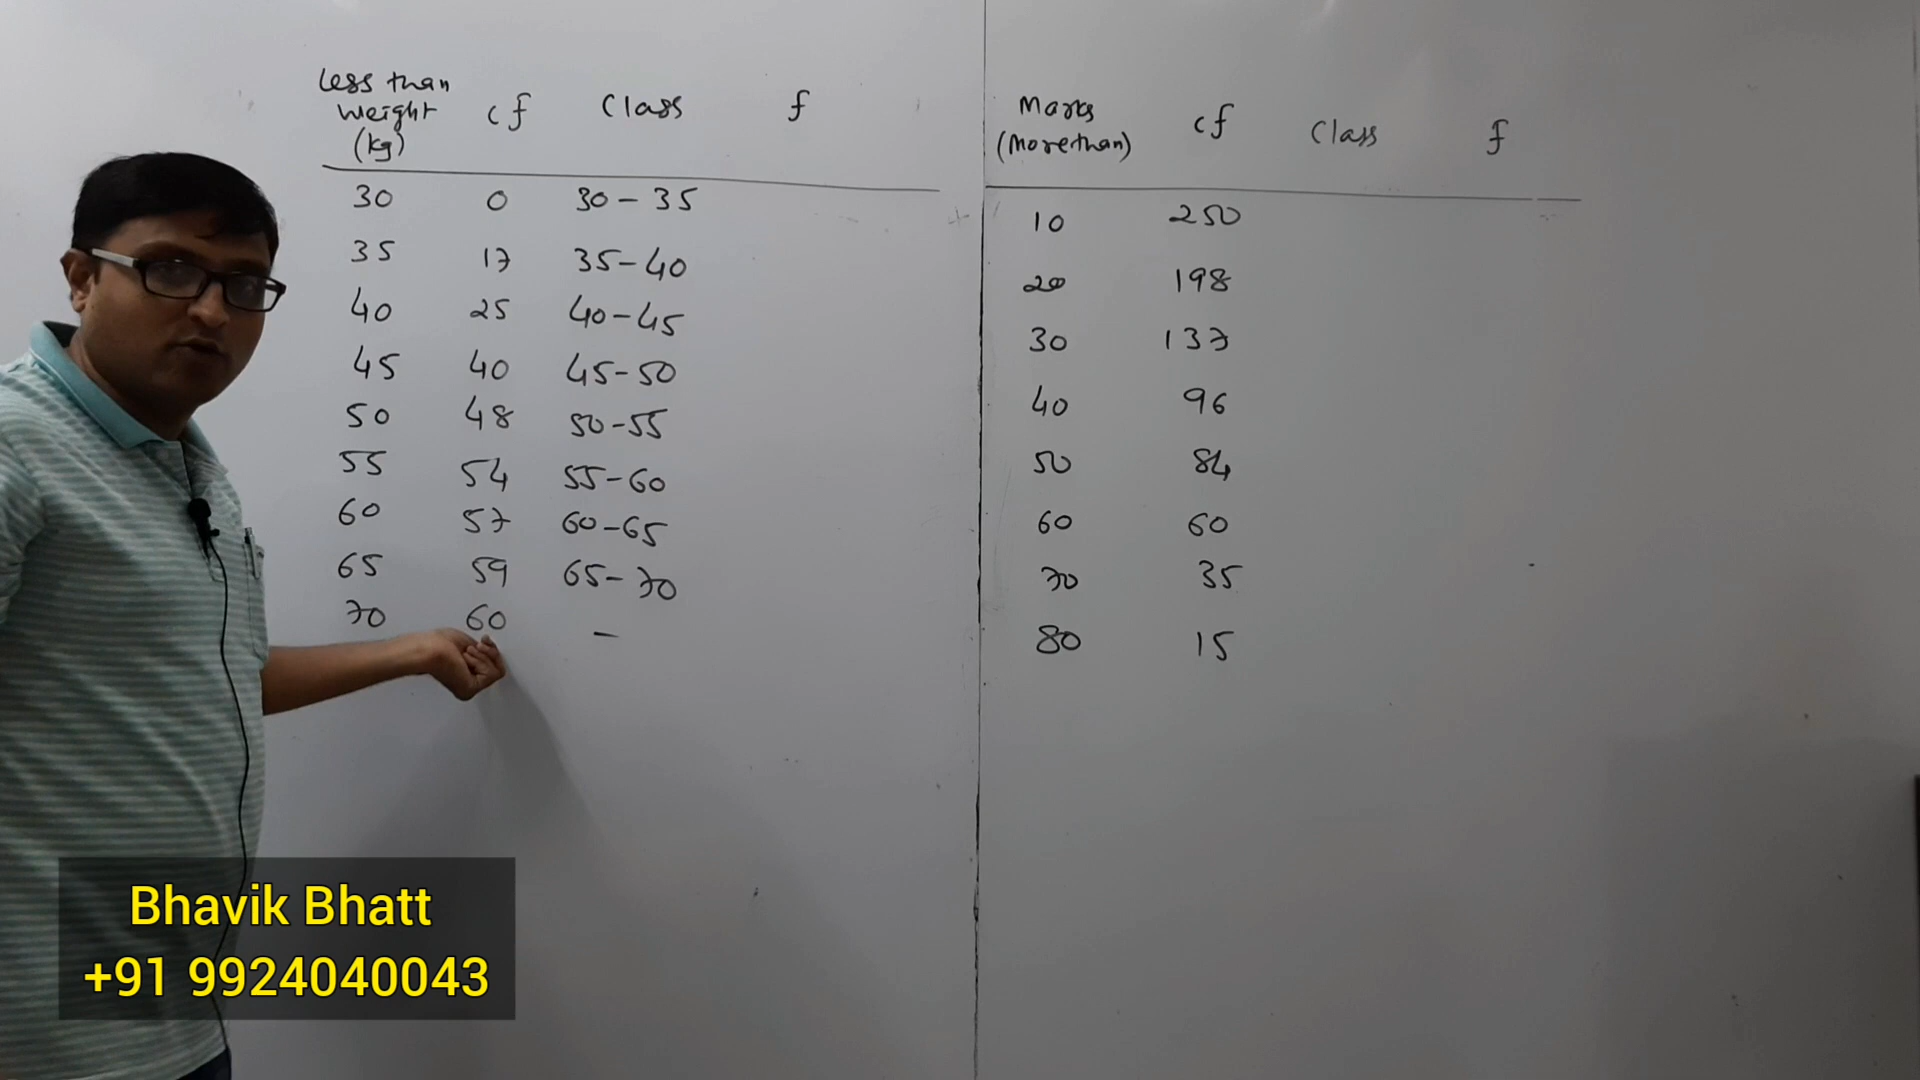 Less than
weight cf Class f
(kg)
30 0 30 – 35
35 17 35–40
40 25 40–45
45 40 45-50
50 48 50-55
55 54 55-60
60 57 60-65
65 59 65-70
70 60 –
Marks cf Class f
(More than)
10 250
20 198
30 137
40 96
50 84
60 60
70 35
80 15
Bhavik Bhatt
+91 9924040043